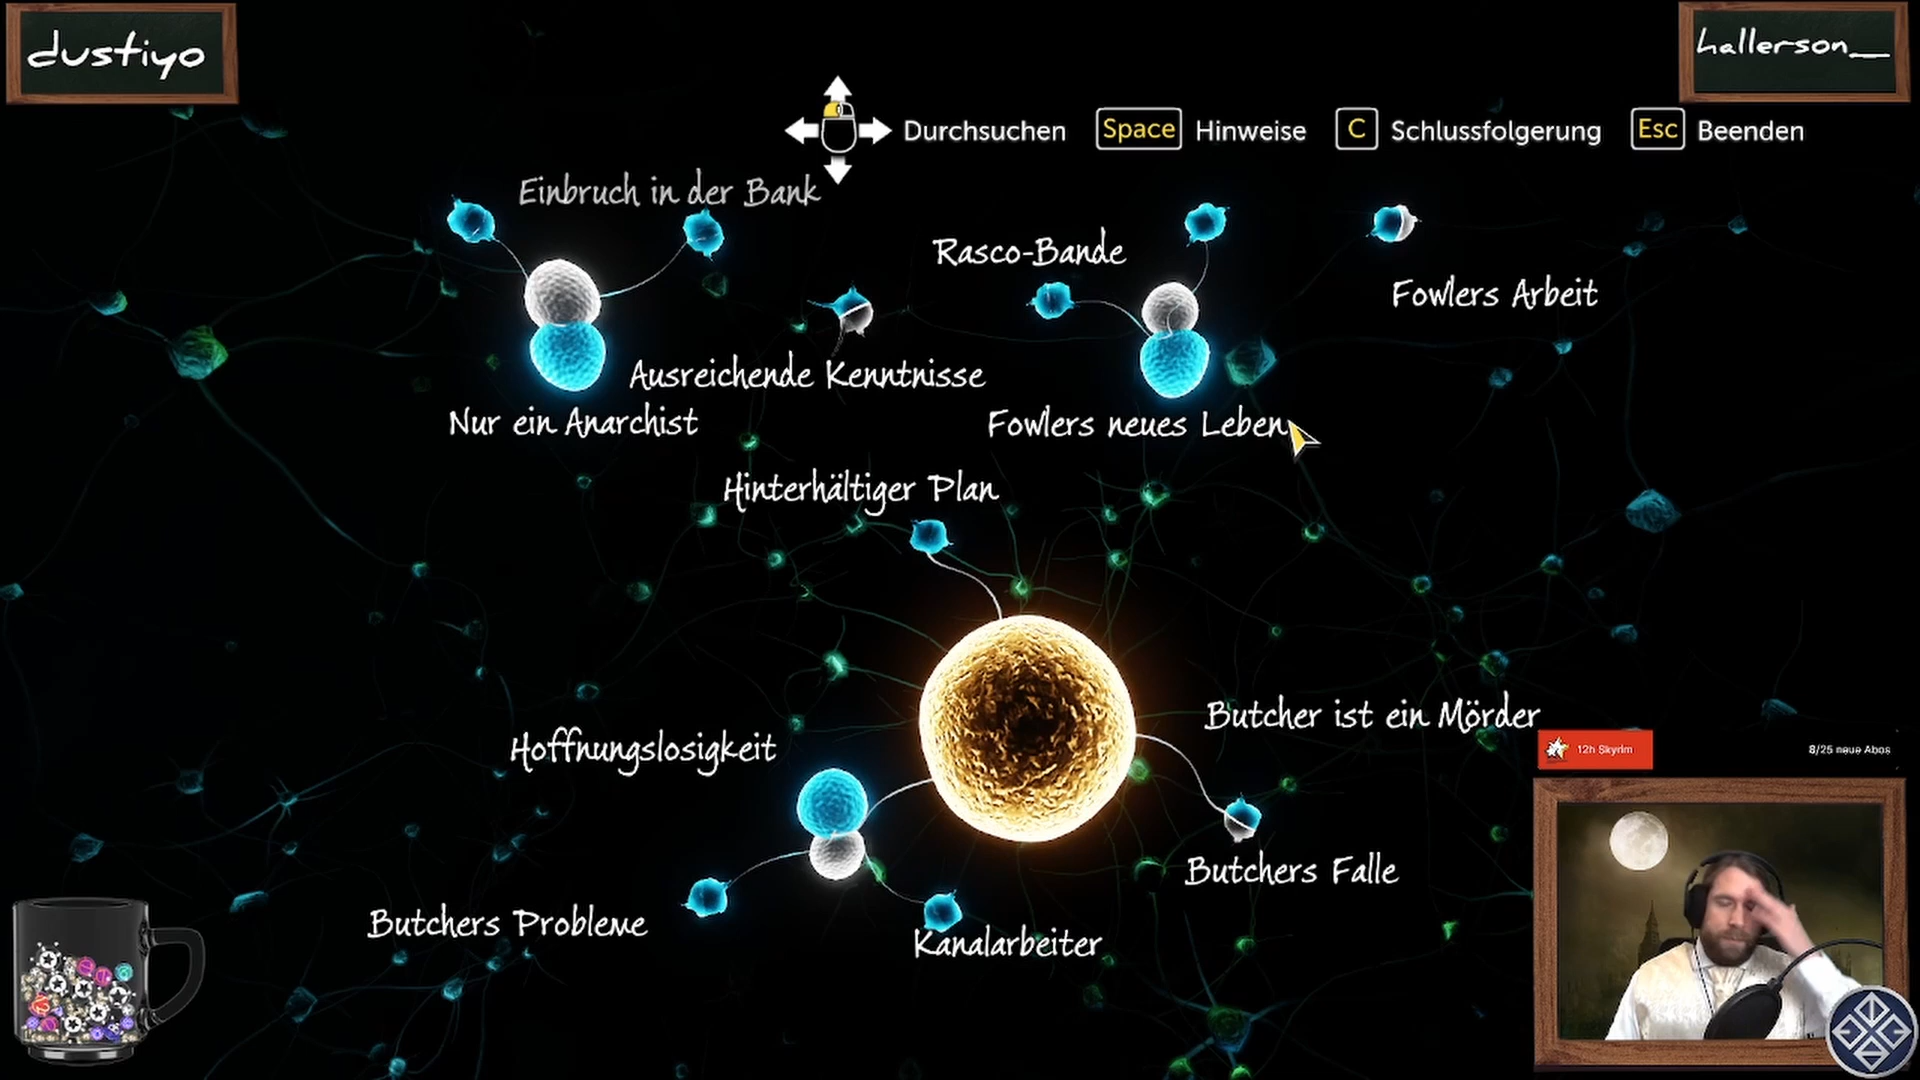 dustiyo
hallerson__
Durchsuchen
Space Hinweise
C Schlussfolgerung
Esc Beenden
Einbruch in der Bank
Rasco-Bande
Fowlers Arbeit
Ausreichende Kenntnisse
Nur ein Anarchist
Fowlers neues Leben
Hinterhältiger Plan
Butcher ist ein Mörder
Hoffnungslosigkeit
12h Skyrim
8/25 neue Abos
Butchers Falle
Butchers Probleme
Kanalarbeiter